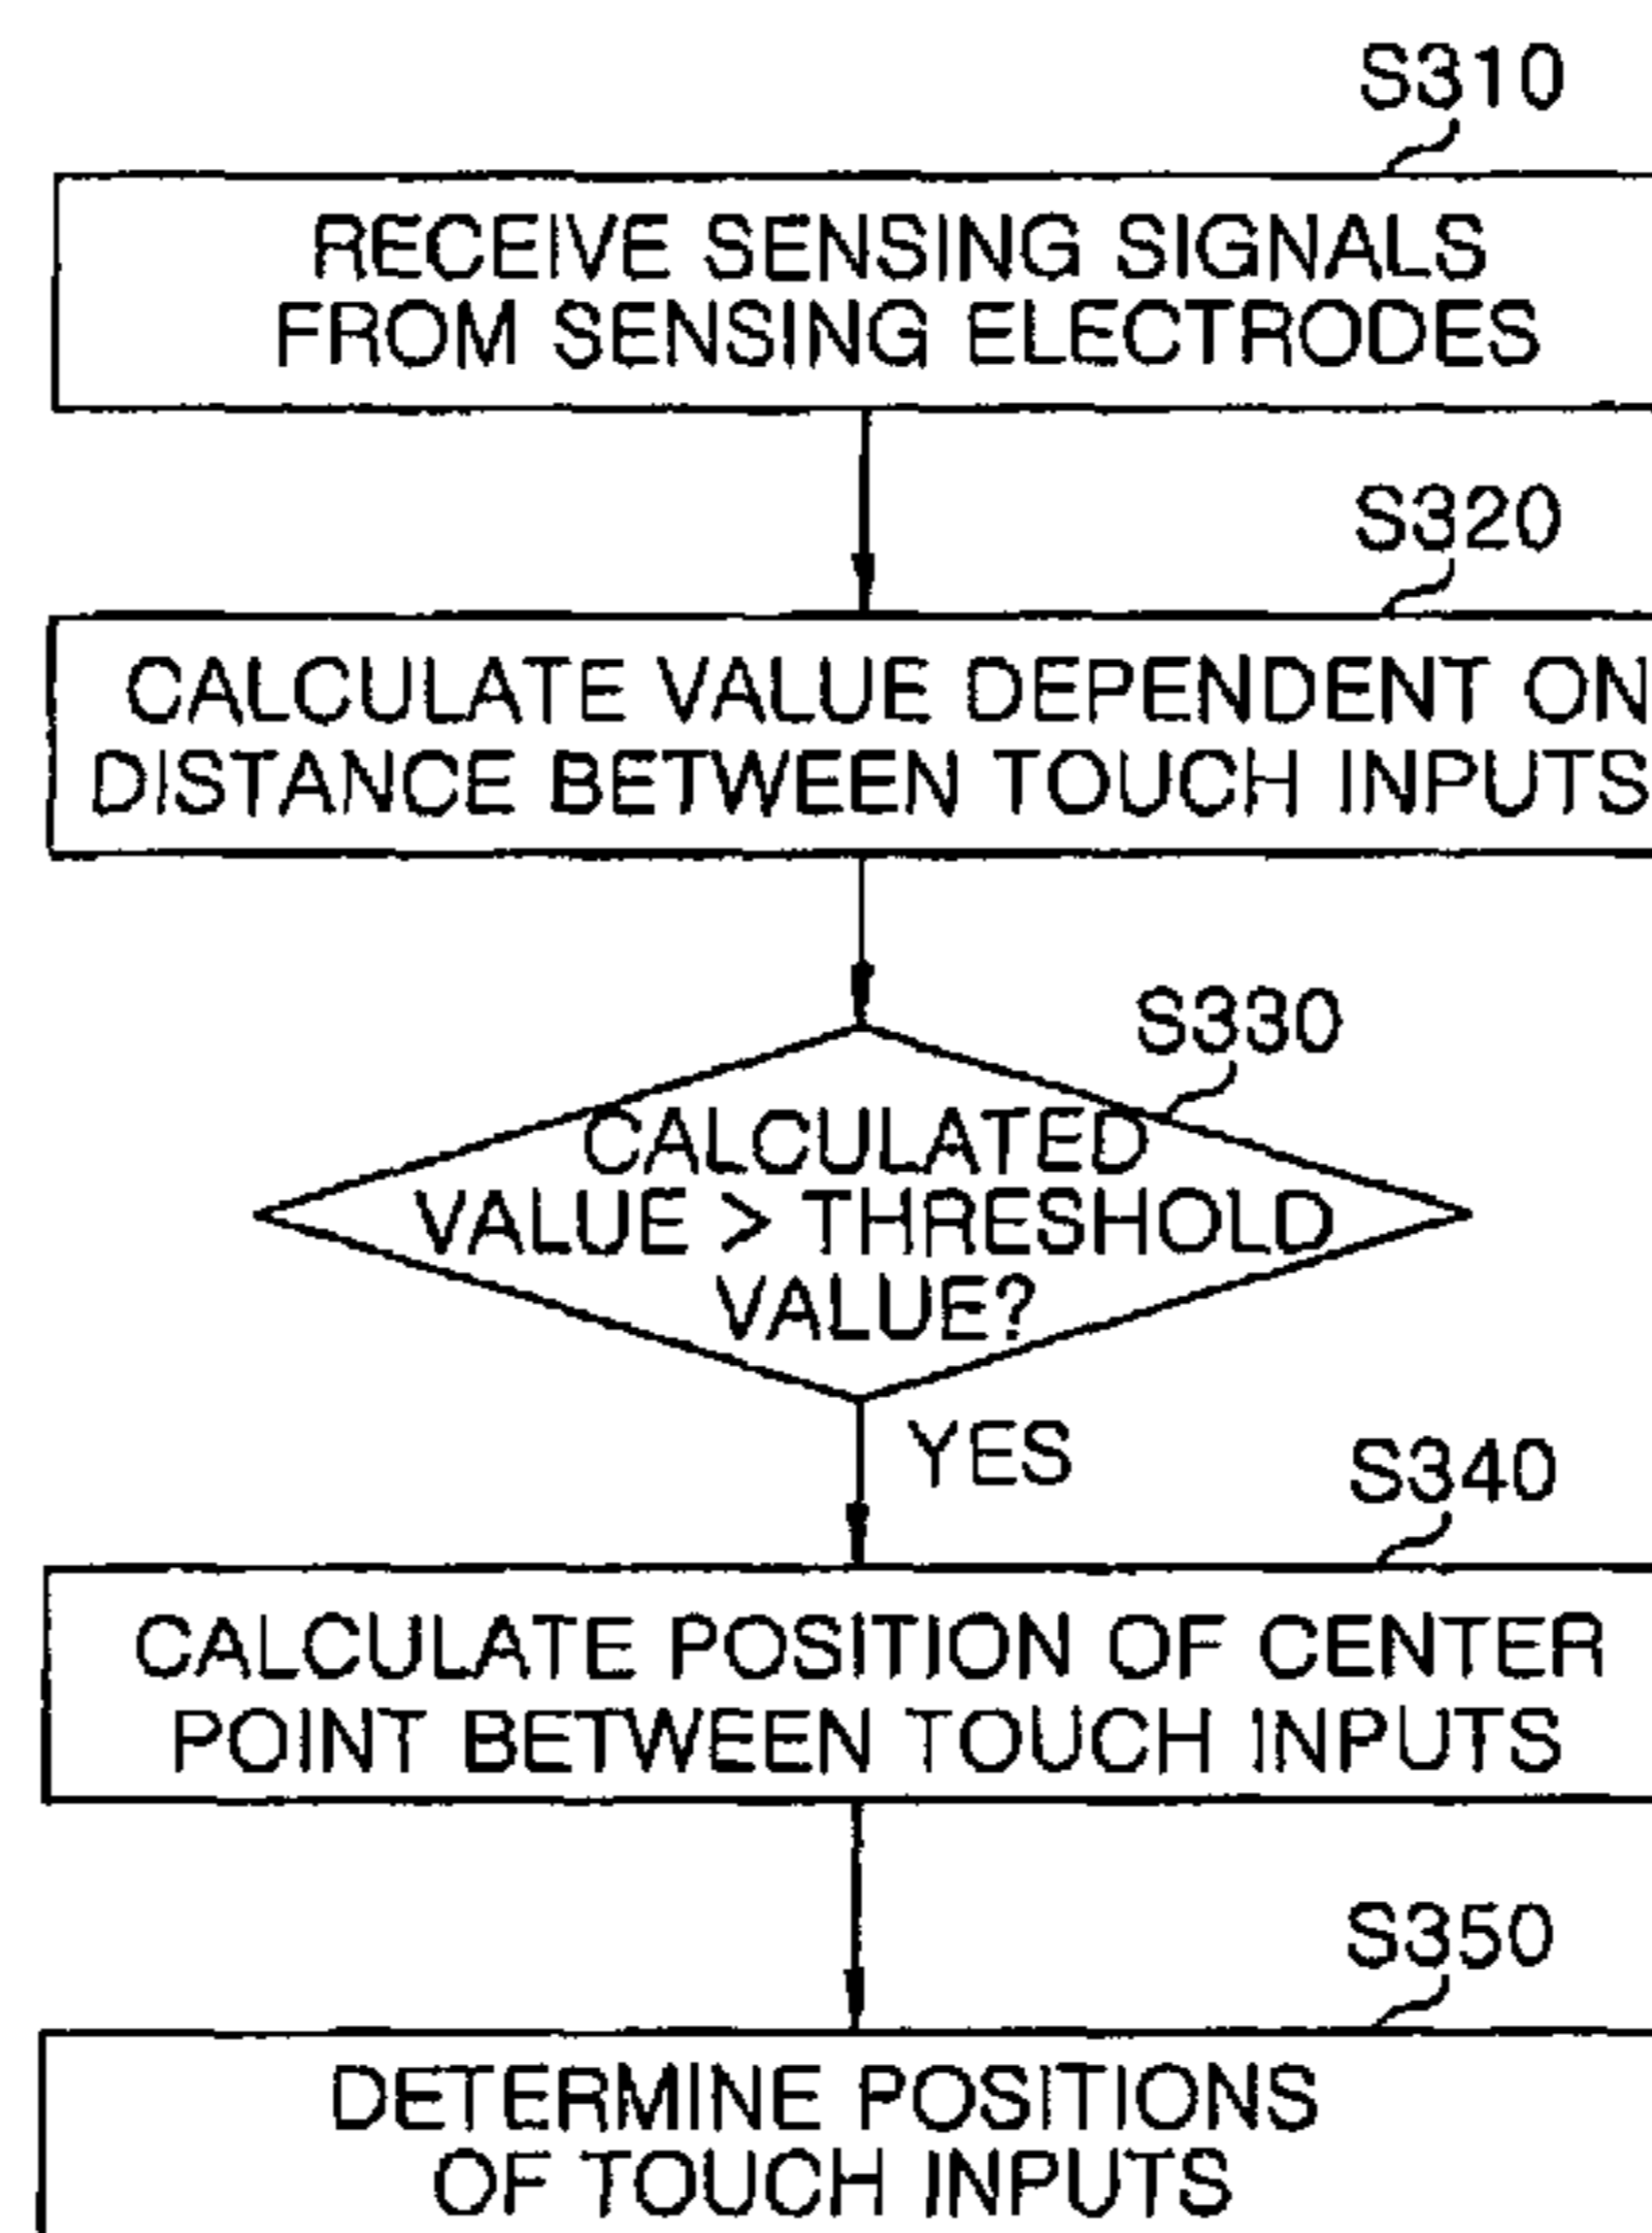 S310
RECEIVE SENSING SIGNALS
FROM SENSING ELECTRODES
S320
CALCULATE VALUE DEPENDENT ON
DISTANCE BETWEEN TOUCH INPUTS
S330
CALCULATED
VALUE > THRESHOLD
VALUE?
YES
S340
CALCULATE POSITION OF CENTER
POINT BETWEEN TOUCH INPUTS
S350
DETERMINE POSITIONS
OF TOUCH INPUTS